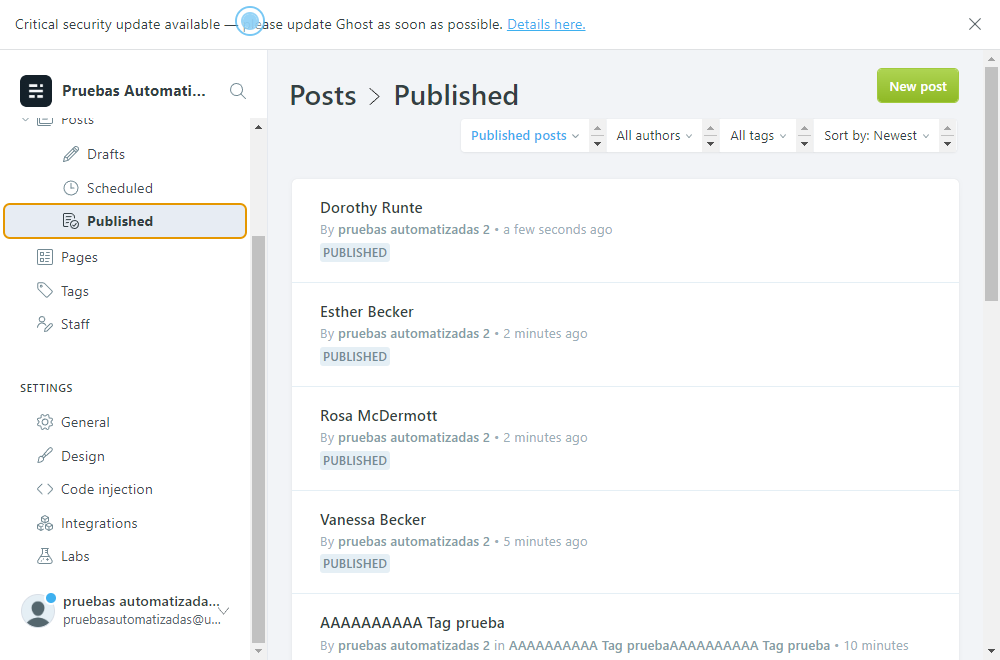 Critical security update available — please update Ghost as soon as possible. Details here.
Pruebas Automati...
Posts
Drafts
Scheduled
Published
Pages
Tags
Staff
SETTINGS
General
Design
Code injection
Integrations
Labs
pruebas automatizada...
pruebasautomatizadas@u...
Posts > Published
New post
Published posts
All authors
All tags
Sort by: Newest
Dorothy Runte
By pruebas automatizadas 2 • a few seconds ago
PUBLISHED
Esther Becker
By pruebas automatizadas 2 • 2 minutes ago
PUBLISHED
Rosa McDermott
By pruebas automatizadas 2 • 2 minutes ago
PUBLISHED
Vanessa Becker
By pruebas automatizadas 2 • 5 minutes ago
PUBLISHED
AAAAAAAAAA Tag prueba
By pruebas automatizadas 2 in AAAAAAAAAA Tag pruebaAAAAAAAAAA Tag prueba • 10 minutes